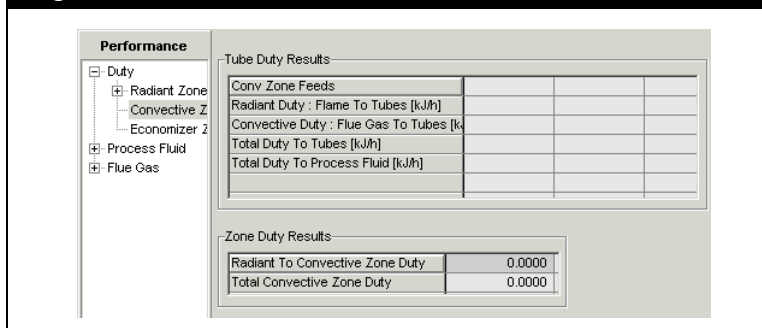 Performance
Duty
Radiant Zone
Convective Z
Economizer Z
Process Fluid
Flue Gas
Tube Duty Results
Conv Zone Feeds
Radiant Duty : Flame To Tubes [kJ/h]
Convective Duty : Flue Gas To Tubes [k
Total Duty To Tubes [kJ/h]
Total Duty To Process Fluid [kJ/h]
Zone Duty Results
Radiant To Convective Zone Duty 0.0000
Total Convective Zone Duty 0.0000